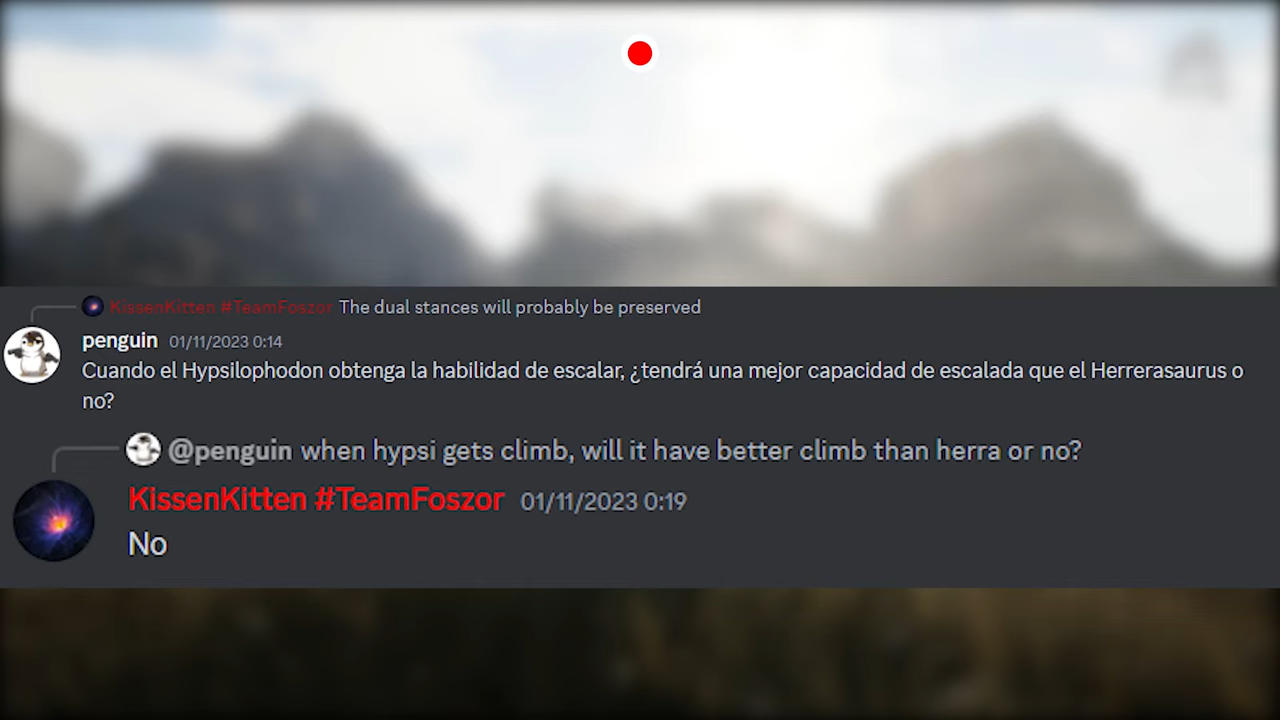 KissenKitten #TeamFoszor The dual stances will probably be preserved
penguin 01/11/2023 0:14
Cuando el Hypsilophodon obtenga la habilidad de escalar, ¿tendrá una mejor capacidad de escalada que el Herrerasaurus o
no?
@penguin when hypsi gets climb, will it have better climb than herra or no?
KissenKitten #TeamFoszor 01/11/2023 0:19
No